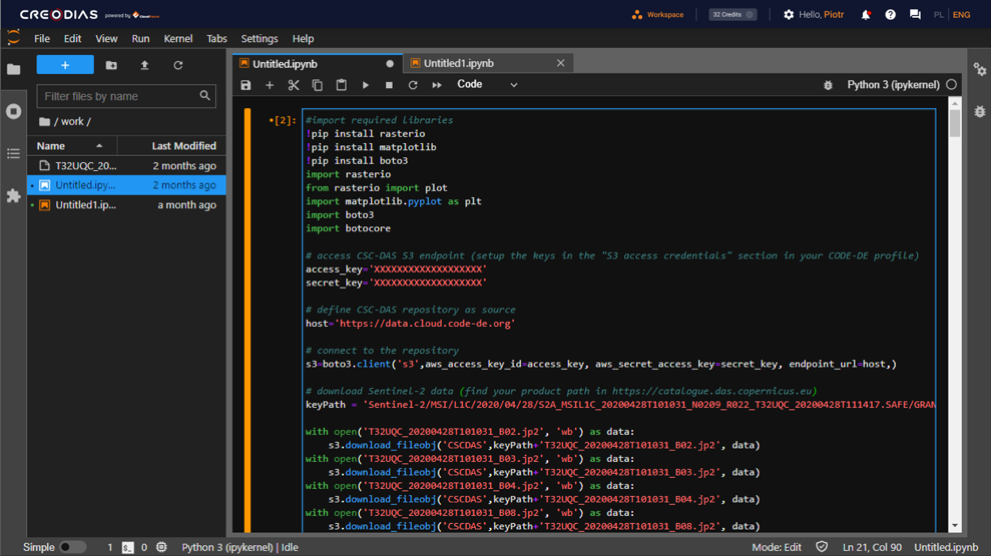 CREODIAS powered by CloudFerro Workspace 32 Credits Hello, Piotr PL ENG
File Edit View Run Kernel Tabs Settings Help
Untitled.ipynb Untitled1.ipynb
Code Python 3 (ipykernel)
Filter files by name
/ work /
Name Last Modified
T32UQC_20... 2 months ago
Untitled.ipy... 2 months ago
Untitled1.ip... a month ago
[2]:
#import required libraries
!pip install rasterio
!pip install matplotlib
!pip install boto3
import rasterio
from rasterio import plot
import matplotlib.pyplot as plt
import boto3
import botocore
# access CSC-DAS S3 endpoint (setup the keys in the "S3 access credentials" section in your CODE-DE profile)
access_key='XXXXXXXXXXXXXXXXXXX'
secret_key='XXXXXXXXXXXXXXXXXXX'
# define CSC-DAS repository as source
host='https://data.cloud.code-de.org'
# connect to the repository
s3=boto3.client('s3',aws_access_key_id=access_key, aws_secret_access_key=secret_key, endpoint_url=host,)
# download Sentinel-2 data (find your product path in https://catalogue.das.copernicus.eu)
keyPath = 'Sentinel-2/MSI/L1C/2020/04/28/S2A_MSIL1C_20200428T101031_N0209_R022_T32UQC_20200428T111417.SAFE/GRAN
with open('T32UQC_20200428T101031_B02.jp2', 'wb') as data:
s3.download_fileobj('CSCDAS',keyPath+'T32UQC_20200428T101031_B02.jp2', data)
with open('T32UQC_20200428T101031_B03.jp2', 'wb') as data:
s3.download_fileobj('CSCDAS',keyPath+'T32UQC_20200428T101031_B03.jp2', data)
with open('T32UQC_20200428T101031_B04.jp2', 'wb') as data:
s3.download_fileobj('CSCDAS',keyPath+'T32UQC_20200428T101031_B04.jp2', data)
with open('T32UQC_20200428T101031_B08.jp2', 'wb') as data:
s3.download_fileobj('CSCDAS',keyPath+'T32UQC_20200428T101031_B08.jp2', data)
Simple 1 0 Python 3 (ipykernel) | Idle Mode: Edit Ln 21, Col 90 Untitled.ipynb